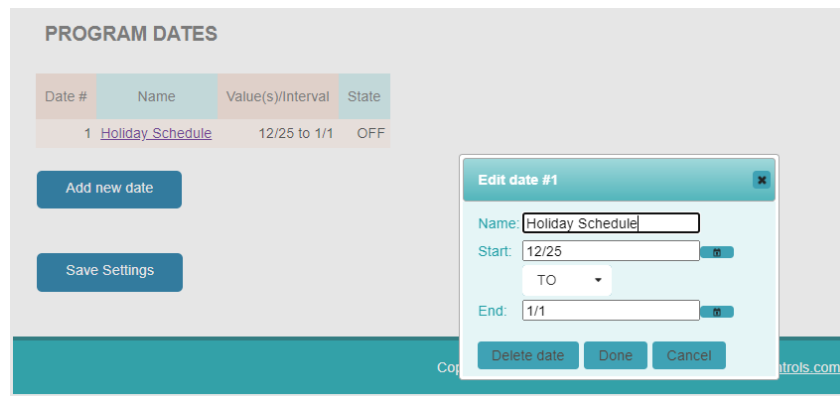 PROGRAM DATES
Date # Name Value(s)/Interval State
1 Holiday Schedule 12/25 to 1/1 OFF
Add new date
Save Settings
Edit date #1
Name: Holiday Schedule
Start: 12/25
TO
End: 1/1
Delete date Done Cancel